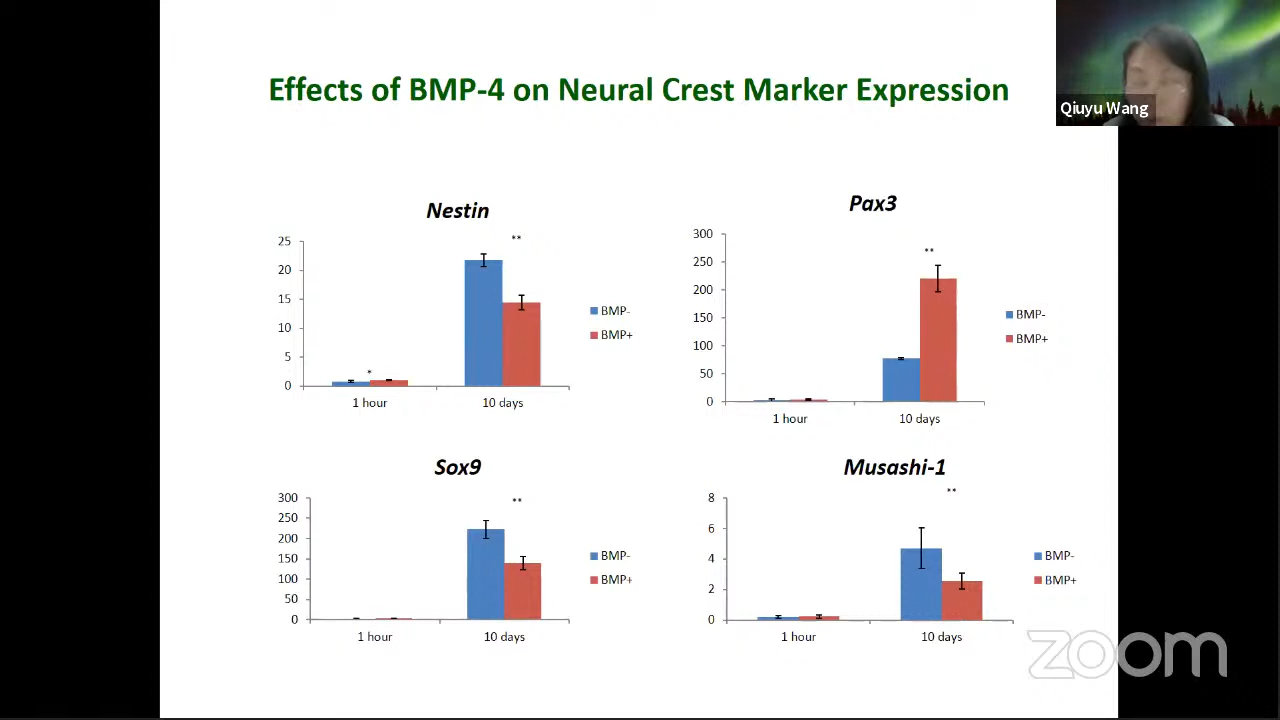 Effects of BMP-4 on Neural Crest Marker Expression
Qiuyu Wang
Nestin
25
20
15
10
5
0
**
*
1 hour
10 days
BMP-
BMP+
Pax3
300
250
200
150
100
50
0
**
1 hour
10 days
BMP-
BMP+
Sox9
300
250
200
150
100
50
0
**
1 hour
10 days
BMP-
BMP+
Musashi-1
8
6
4
2
0
**
1 hour
10 days
BMP-
BMP+
zoom